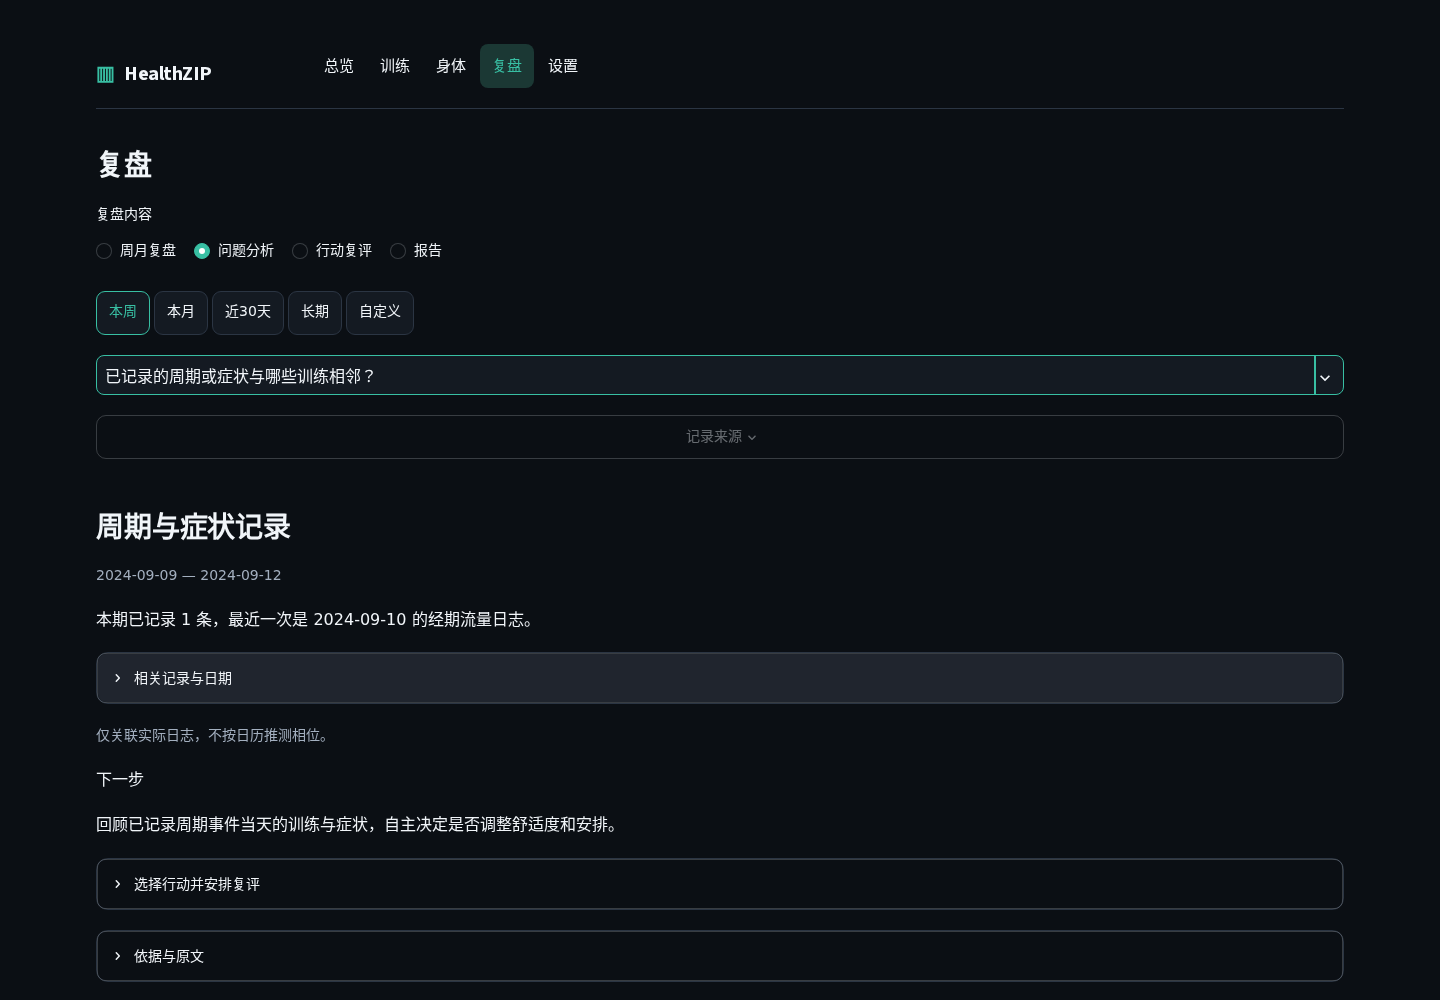 HealthZIP
总览 训练 身体 复盘 设置
复盘
复盘内容
周月复盘 问题分析 行动复评 报告
本周 本月 近30天 长期 自定义
已记录的周期或症状与哪些训练相邻？
记录来源
周期与症状记录
2024-09-09 — 2024-09-12
本期已记录 1 条，最近一次是 2024-09-10 的经期流量日志。
相关记录与日期
仅关联实际日志，不按日历推测相位。
下一步
回顾已记录周期事件当天的训练与症状，自主决定是否调整舒适度和安排。
选择行动并安排复评
依据与原文